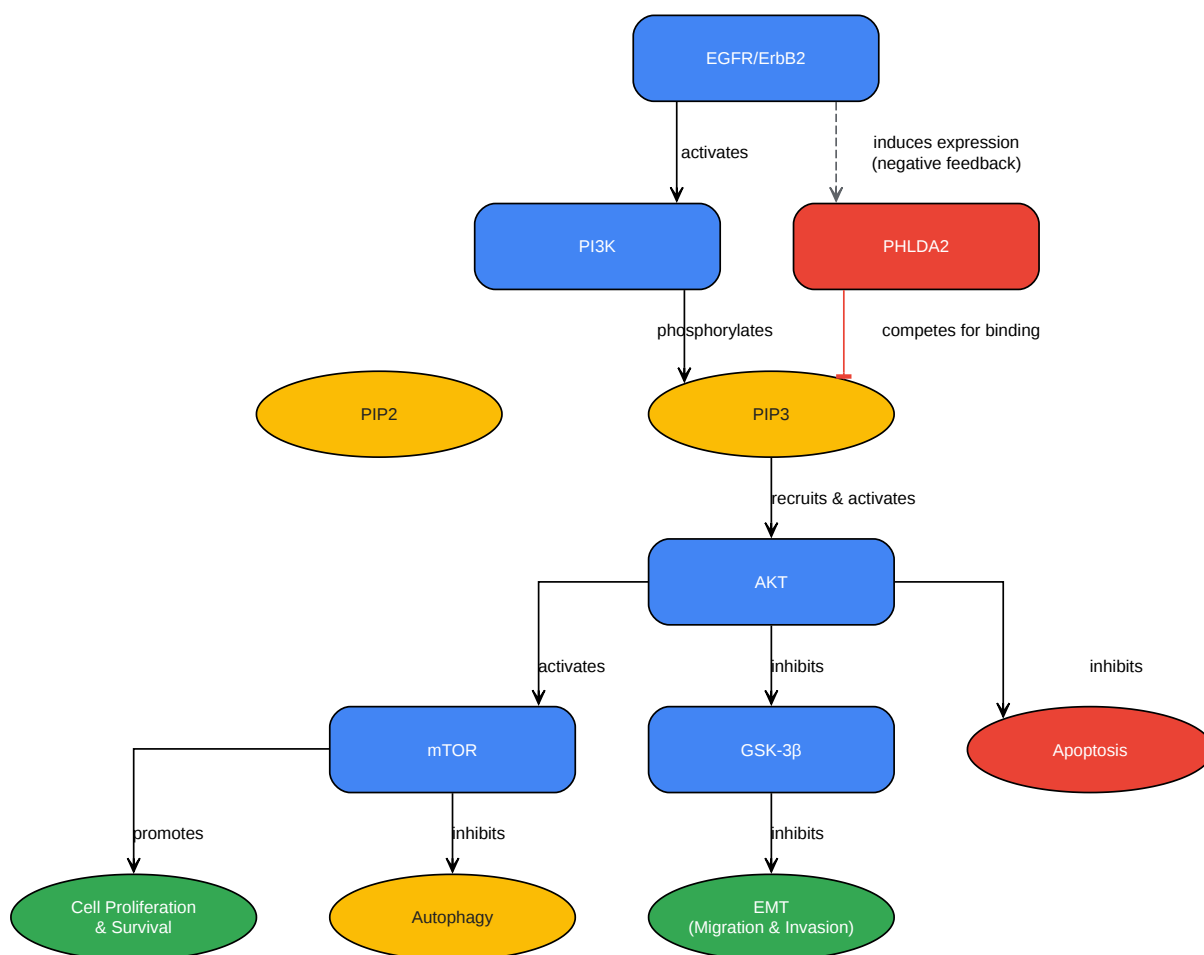 EGFR/ErbB2
activates
induces expression
(negative feedback)
PI3K
PHLDA2
phosphorylates
competes for binding
PIP2
PIP3
recruits & activates
AKT
activates
inhibits
inhibits
mTOR
GSK-3β
Apoptosis
promotes
inhibits
inhibits
Cell Proliferation
& Survival
Autophagy
EMT
(Migration & Invasion)